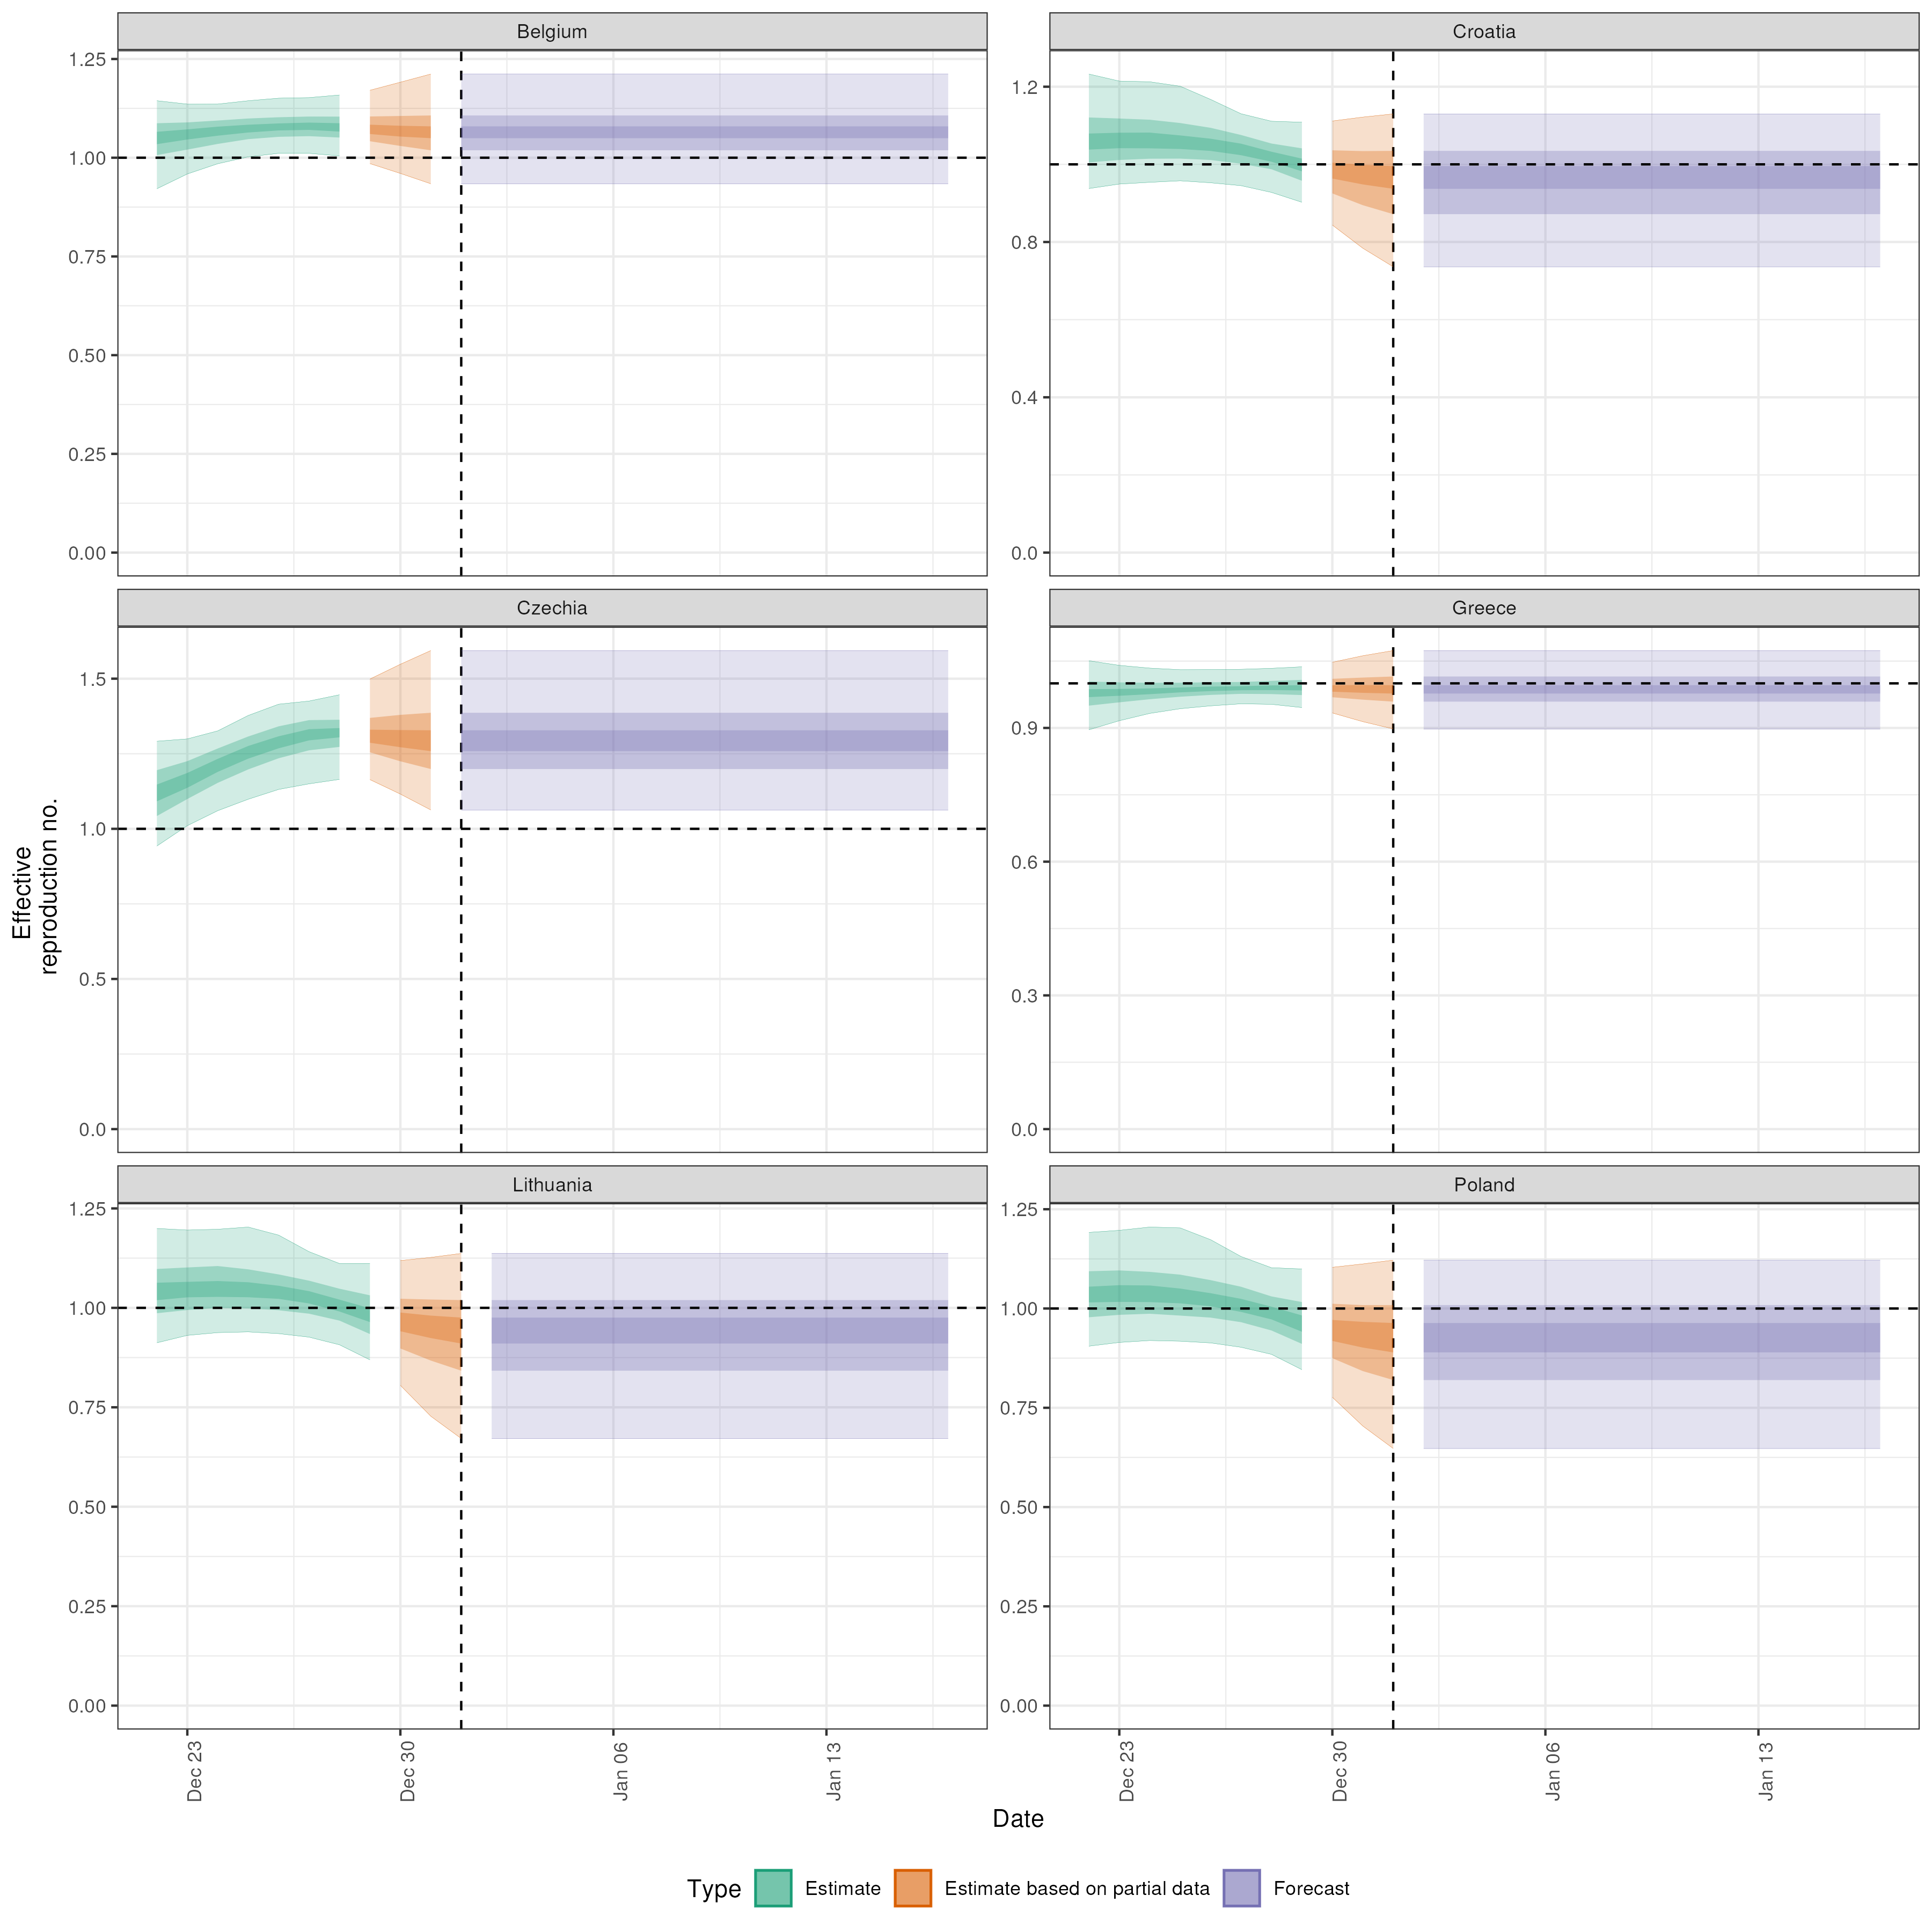 Belgium
Croatia
1.25
1.00
0.75
0.50
0.25
0.00
1.2
0.8
0.4
0.0
Czechia
Greece
1.5
1.0
0.5
0.0
0.9
0.6
0.3
0.0
Effective
reproduction no.
Lithuania
Poland
1.25
1.00
0.75
0.50
0.25
0.00
1.25
1.00
0.75
0.50
0.25
0.00
Dec 23
Dec 30
Jan 06
Jan 13
Dec 23
Dec 30
Jan 06
Jan 13
Date
Type
Estimate
Estimate based on partial data
Forecast